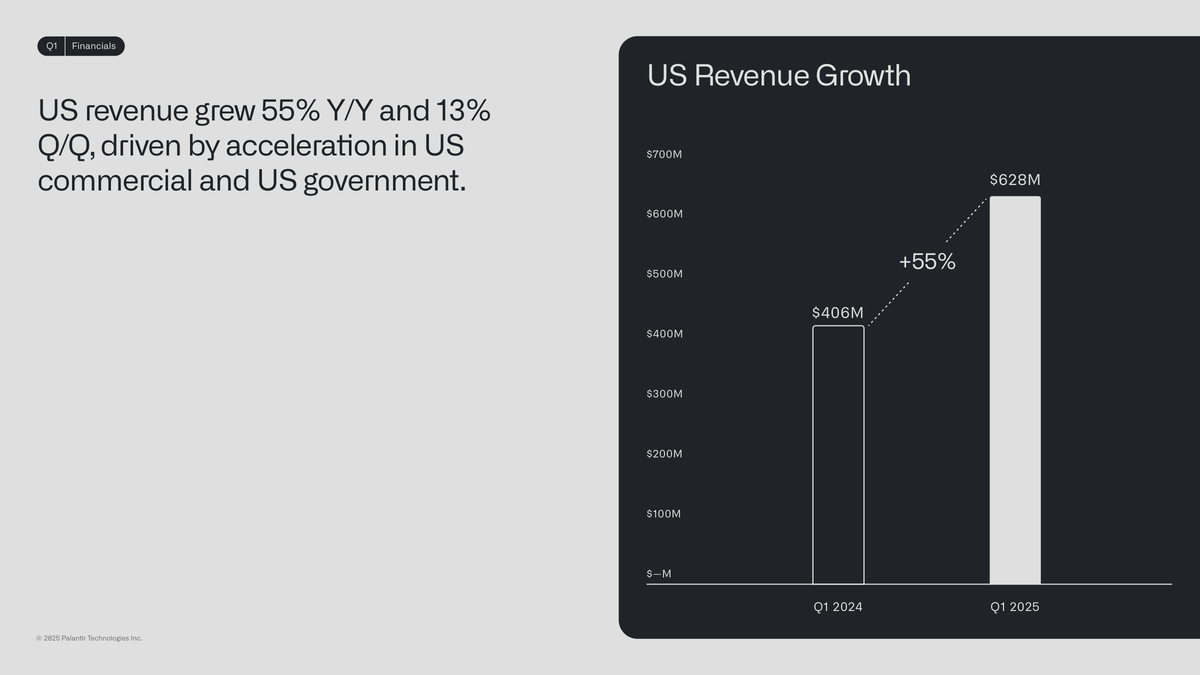 Q1 | Financials
US revenue grew 55% Y/Y and 13%
Q/Q, driven by acceleration in US
commercial and US government.
US Revenue Growth
$700M
$628M
$600M
+55%
$500M
$406M
$400M
$300M
$200M
$100M
$—M
Q1 2024 Q1 2025
© 2025 Palantir Technologies Inc.